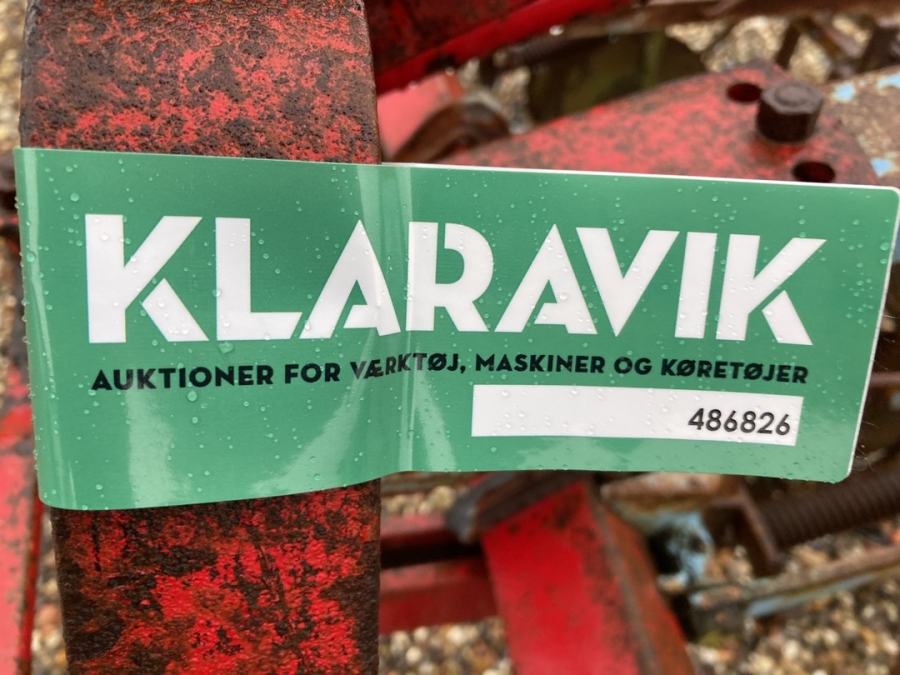 KLARAVIK
AUKTIONER FOR VÆRKTØJ, MASKINER OG KØRETØJER
486826